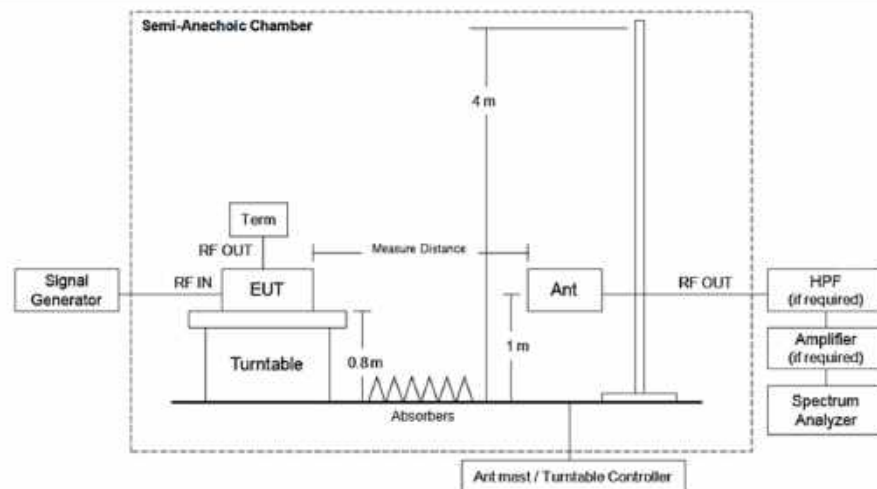 Semi-Anechoic Chamber
4 m
Term
RF OUT
Measure Distance
Signal
Generator
RF IN
EUT
Ant
RF OUT
HPF
(if required)
1 m
0.8 m
Turntable
Amplifier
(if required)
Absorbers
Spectrum
Analyzer
Ant mast / Turntable Controller